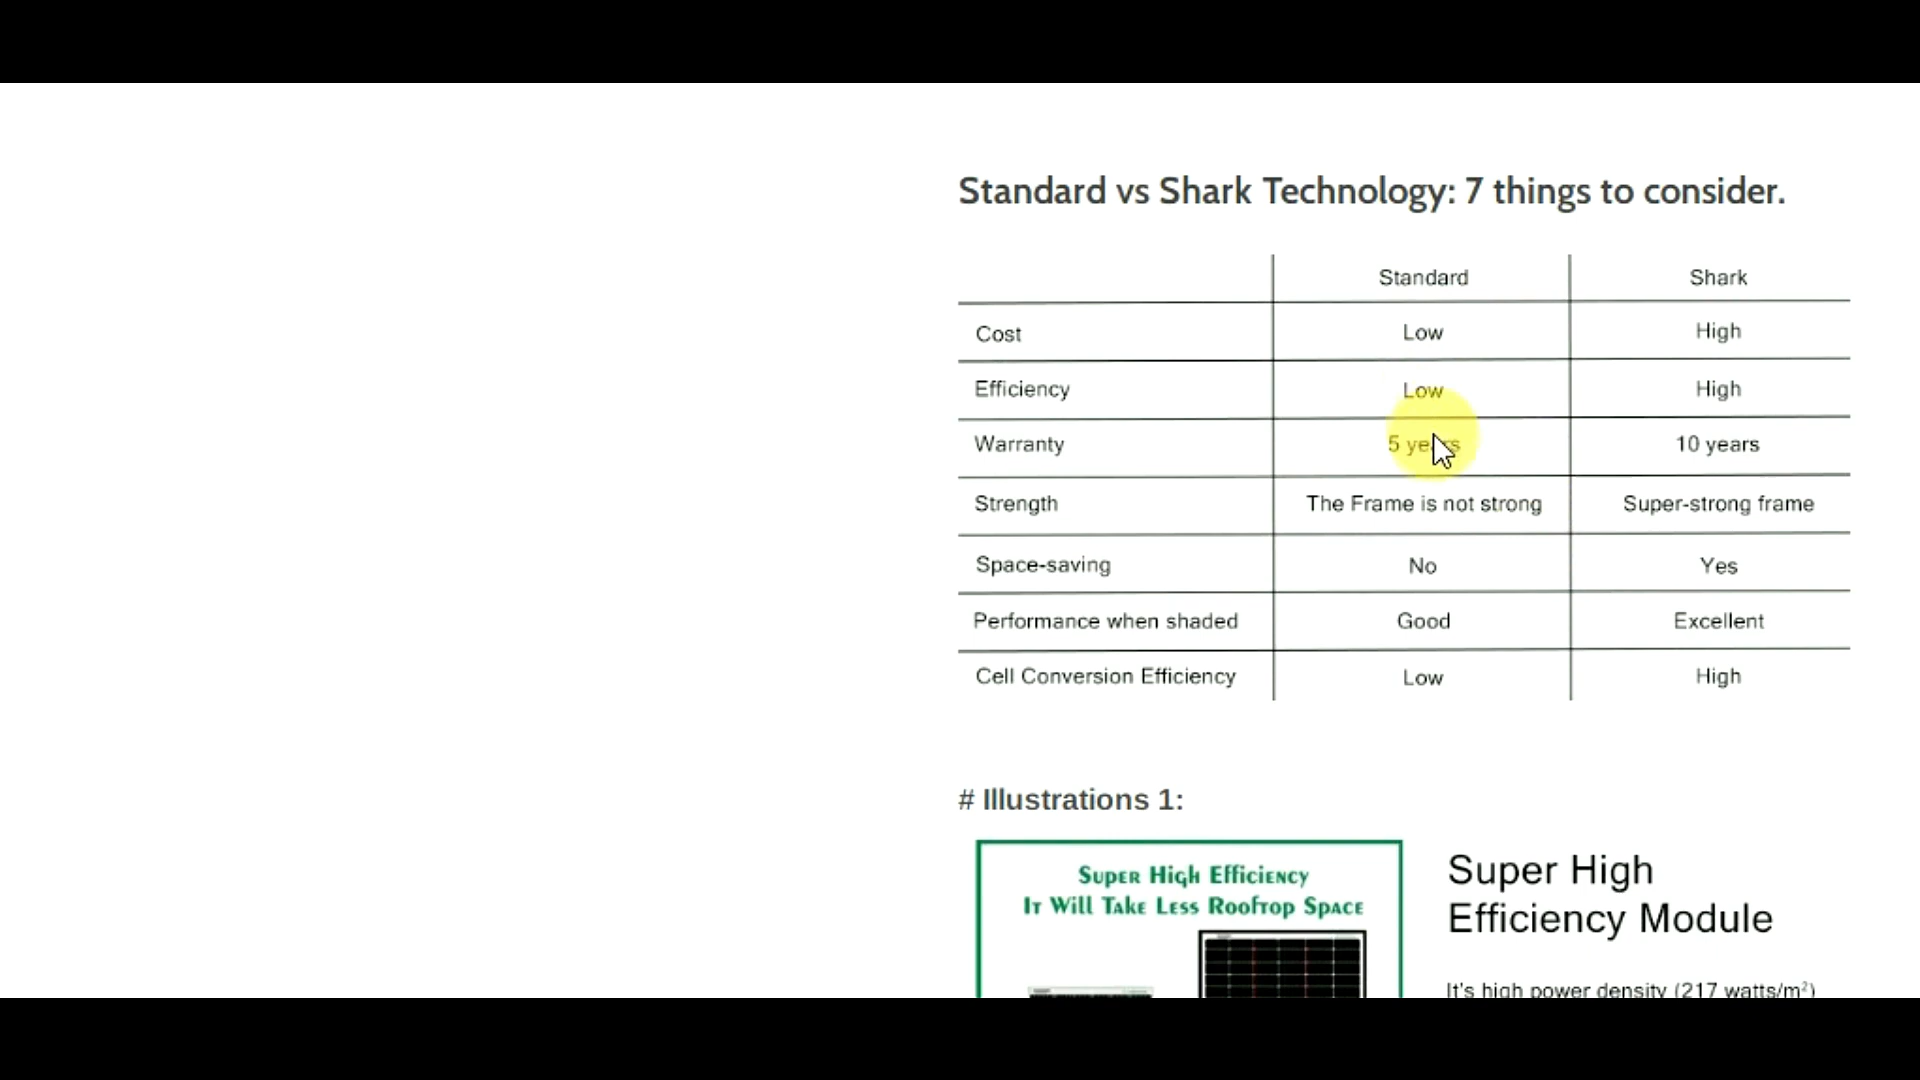 Standard vs Shark Technology: 7 things to consider.
Standard Shark
Cost Low High
Efficiency Low High
Warranty 5 years 10 years
Strength The Frame is not strong Super-strong frame
Space-saving No Yes
Performance when shaded Good Excellent
Cell Conversion Efficiency Low High
# Illustrations 1:
Super High Efficiency
It Will Take Less Rooftop Space
Super High
Efficiency Module
It's high power density (217 watts/m²)